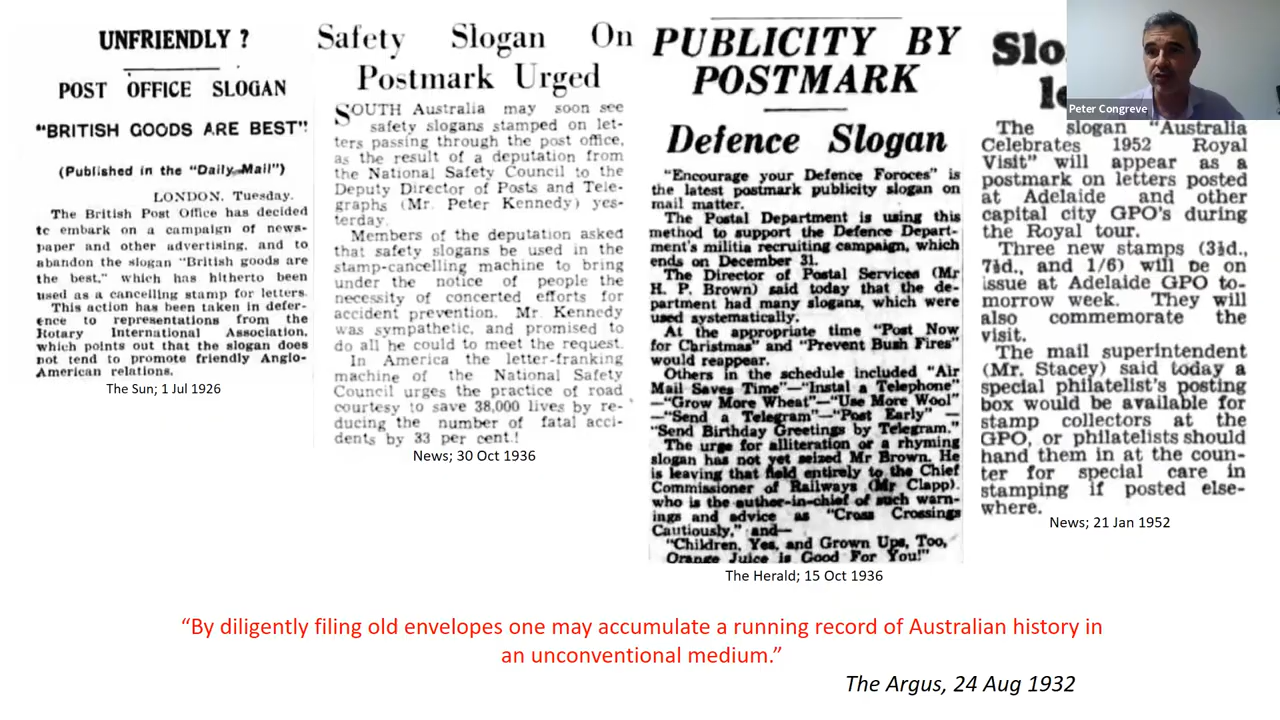 UNFRIENDLY ?
POST OFFICE SLOGAN
"BRITISH GOODS ARE BEST"
(Published in the "Daily Mail")
LONDON, Tuesday.
The British Post Office has decided
to embark on a campaign of news-
paper and other advertising, and to
abandon the slogan "British goods are
the best," which has hitherto been
used as a cancelling stamp for letters.
This action has been taken in defer-
ence to representations from the
Rotary International Association,
which points out that the slogan does
not tend to promote friendly Anglo-
American relations.
The Sun; 1 Jul 1926
Safety Slogan On
Postmark Urged
SOUTH Australia may soon see
safety slogans stamped on let-
ters passing through the post office,
as the result of a deputation from
the National Safety Council to the
Deputy Director of Posts and Tele-
graphs (Mr. Peter Kennedy) yes-
terday.
Members of the deputation asked
that safety slogans be used in the
stamp-cancelling machine to bring
under the notice of people the
necessity of concerted efforts for
accident prevention. Mr. Kennedy
was sympathetic, and promised to
do all he could to meet the request.
In America the letter-franking
machine of the National Safety
Council urges the practice of road
courtesy to save 38,000 lives by re-
ducing the number of fatal acci-
dents by 33 per cent.!
News; 30 Oct 1936
PUBLICITY BY
POSTMARK
Defence Slogan
"Encourage your Defence Foroces" is
the latest postmark publicity slogan on
mail matter.
The Postal Department is using this
method to support the Defence Depart-
ment's militia recruiting campaign, which
ends on December 31.
The Director of Postal Services (Mr
H. P. Brown) said today that the de-
partment had many slogans, which were
used systematically.
At the appropriate time "Post Now
for Christmas" and "Prevent Bush Fires"
would reappear.
Others in the schedule included "Air
Mail Saves Time"—"Instal a Telephone"
—"Grow More Wheat"—"Use More Wool"
—"Send a Telegram"—"Post Early" —
"Send Birthday Greetings by Telegram."
The urge for alliteration or a rhyming
slogan has not yet seized Mr Brown. He
is leaving that field entirely to the Chief
Commissioner of Railways (Mr Clapp),
who is the auther-in-chief of such warn-
ings and advice as "Cross Crossings
Cautiously," and—
"Children, Yes, and Grown Ups, Too,
Orange Juice is Good For You!"
The Herald; 15 Oct 1936
Slo
le
Peter Congreve
The slogan "Australia
Celebrates 1952 Royal
Visit" will appear as a
postmark on letters posted
at Adelaide and other
capital city GPO's during
the Royal tour.
Three new stamps (3½d.,
7½d., and 1/6) will be on
issue at Adelaide GPO to-
morrow week. They will
also commemorate the
visit.
The mail superintendent
(Mr. Stacey) said today a
special philatelist's posting
box would be available for
stamp collectors at the
GPO, or philatelists should
hand them in at the coun-
ter for special care in
stamping if posted else-
where.
News; 21 Jan 1952
"By diligently filing old envelopes one may accumulate a running record of Australian history in
an unconventional medium."
The Argus, 24 Aug 1932